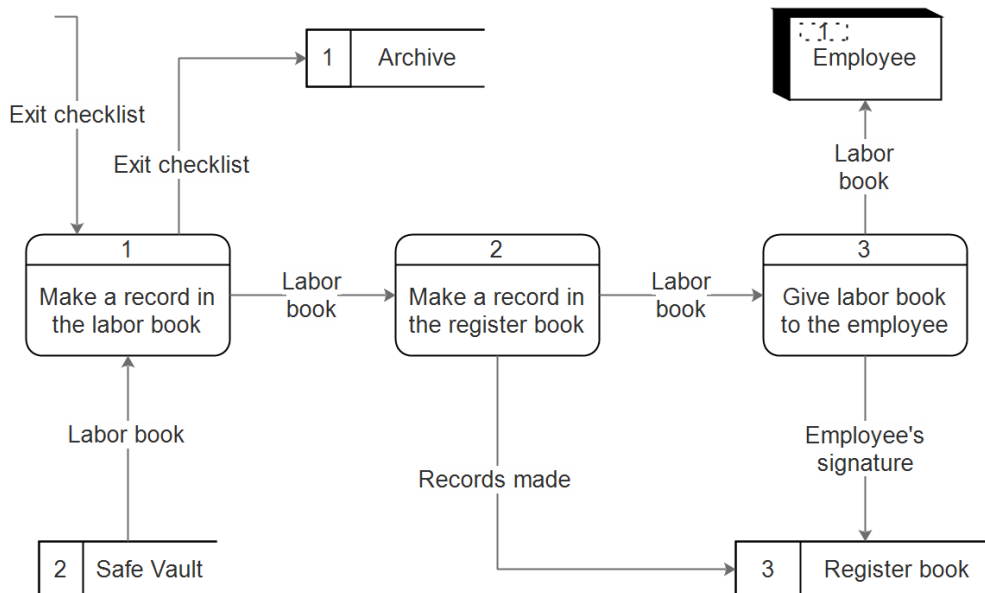 1
Employee
1
Archive
Exit checklist
Exit checklist
Labor
book
1
Make a record in
the labor book
Labor
book
2
Make a record in
the register book
Labor
book
3
Give labor book
to the employee
Labor book
Records made
Employee's
signature
2
Safe Vault
3
Register book